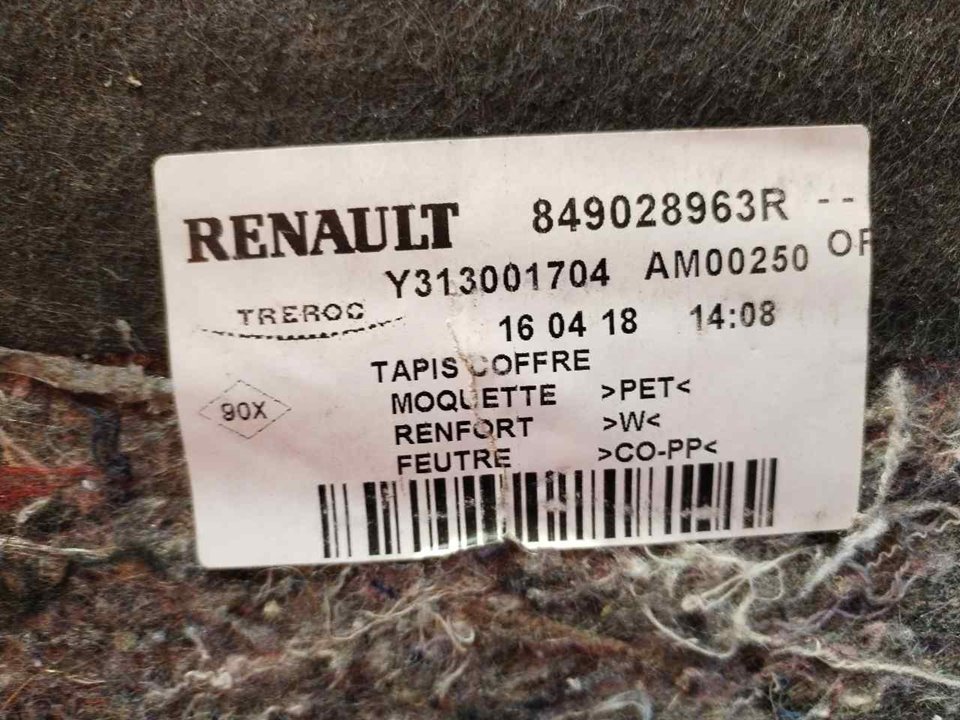 RENAULT 849028963R --
Y313001704 AM00250
TREROC
16 04 18 14:08
TAPIS COFFRE
90X
MOQUETTE >PET<
RENFORT >W<
FEUTRE >CO-PP<